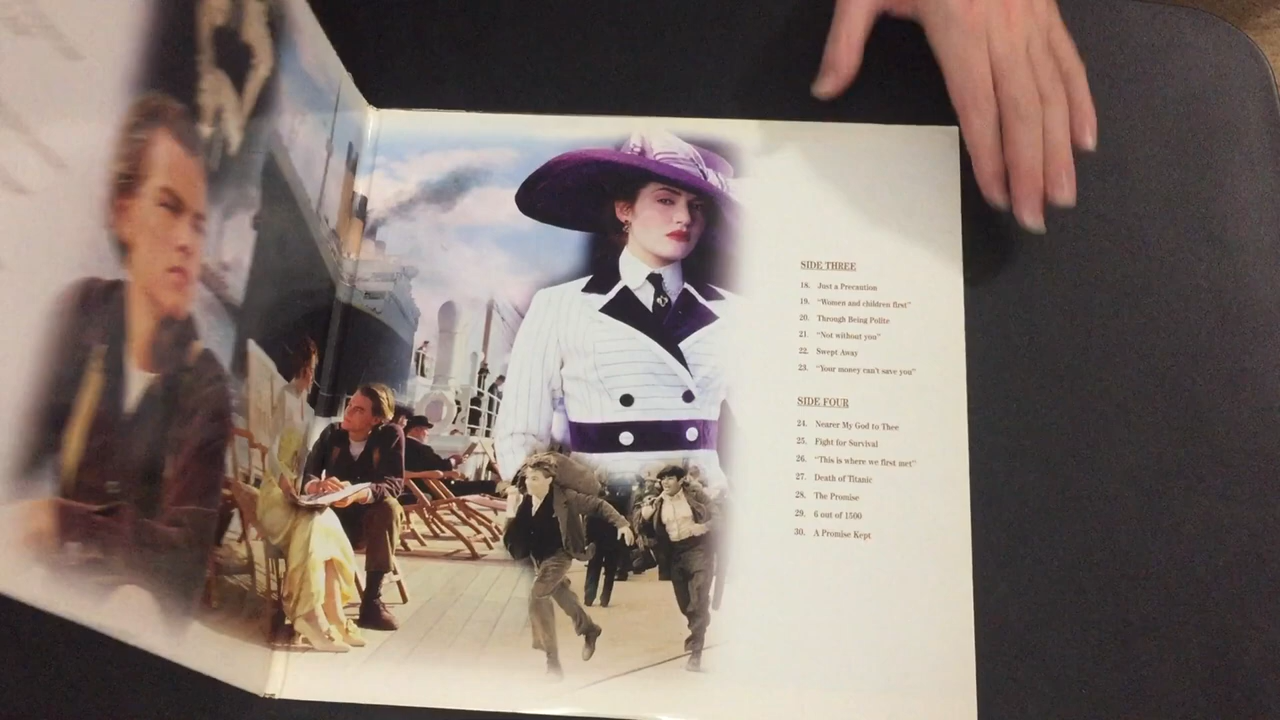 SIDE THREE
18. Just a Precaution
19. "Women and children first"
20. Through Being Polite
21. "Not without you"
22. Swept Away
23. "Your money can't save you"
SIDE FOUR
24. Nearer My God to Thee
25. Fight for Survival
26. "This is where we first met"
27. Death of Titanic
28. The Promise
29. 6 out of 1500
30. A Promise Kept